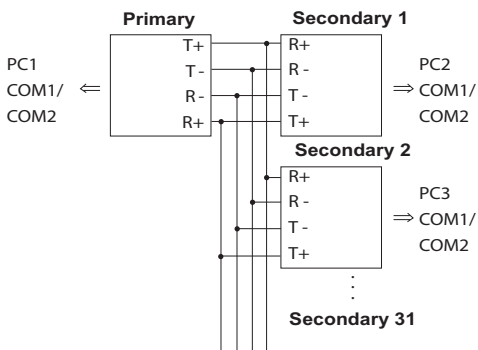 Primary
Secondary 1
PC1
COM1/
COM2
⇐
T+
T -
R -
R+
R+
R -
T -
T+
⇒
PC2
COM1/
COM2
Secondary 2
R+
R -
T -
T+
⇒
PC3
COM1/
COM2
⋮
Secondary 31